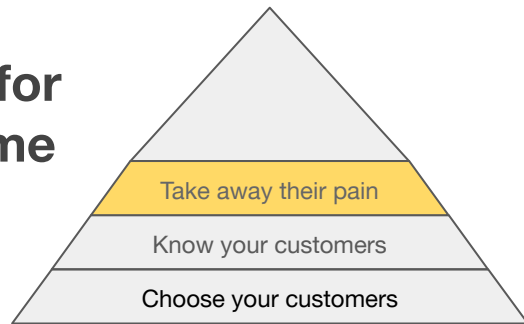 for
me
Take away their pain
Know your customers
Choose your customers